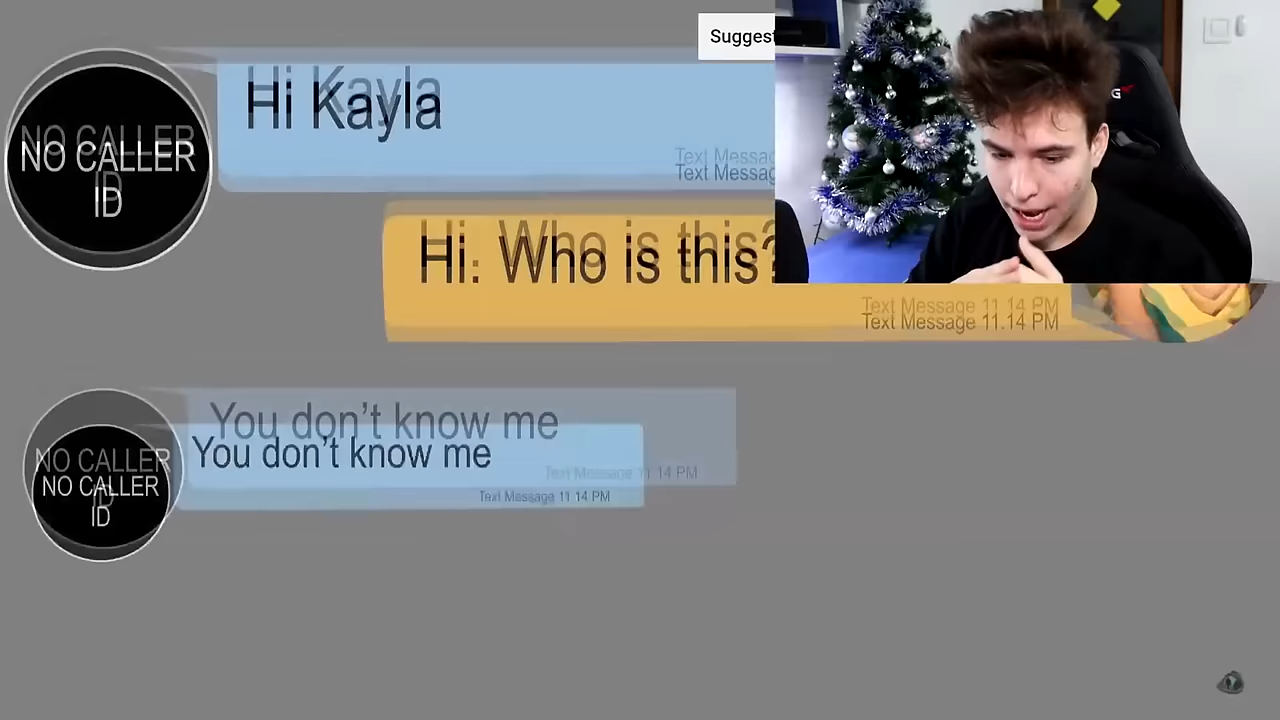 Suggest
Hi Kayla
NO CALLER
ID
Text Messag
Hi. Who is this?
Text Message 11.14 PM
You don't know me
NO CALLER
ID
Text Message 11 14 PM